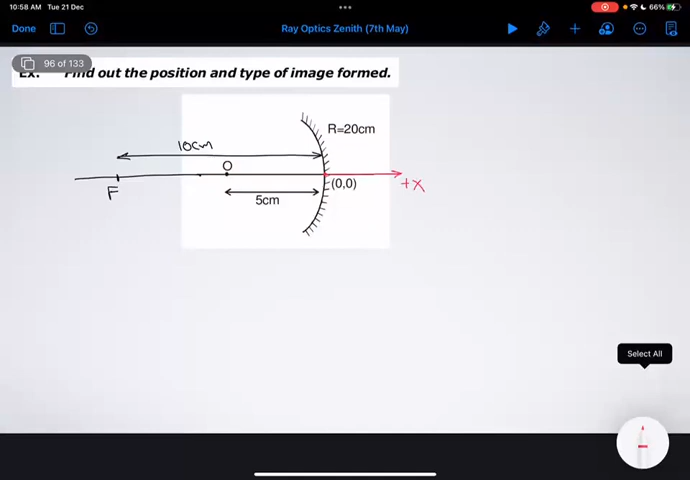 10:58 AM Tue 21 Dec
66%
Done
Ray Optics Zenith (7th May)
96 of 133
Ex. Find out the position and type of image formed.
R=20cm
10cm
O
(0,0)
+X
F
5cm
Select All